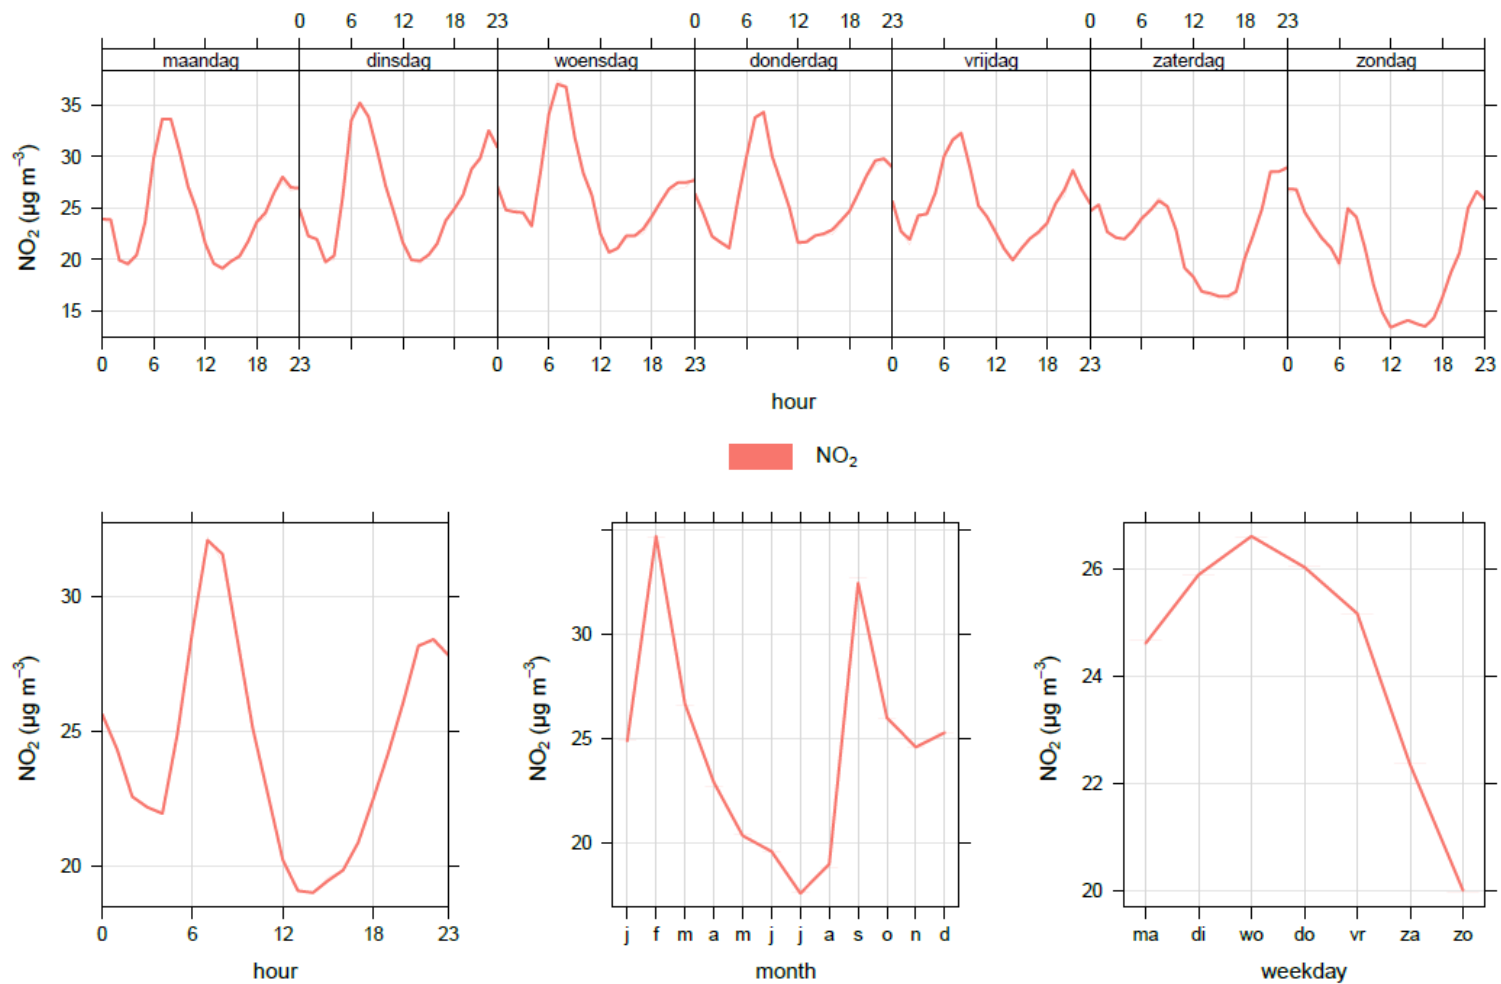 0 6 12 18 23 0 6 12 18 23 0 6 12 18 23
maandag dinsdag woensdag donderdag vrijdag zaterdag zondag
35
30
25
20
15
NO₂ (µg m⁻³)
0 6 12 18 23 0 6 12 18 23 0 6 12 18 23 0 6 12 18 23
hour
NO₂
30
25
20
NO₂ (µg m⁻³)
0 6 12 18 23
hour
30
25
20
NO₂ (µg m⁻³)
j f m a m j j a s o n d
month
26
24
22
20
NO₂ (µg m⁻³)
ma di wo do vr za zo
weekday